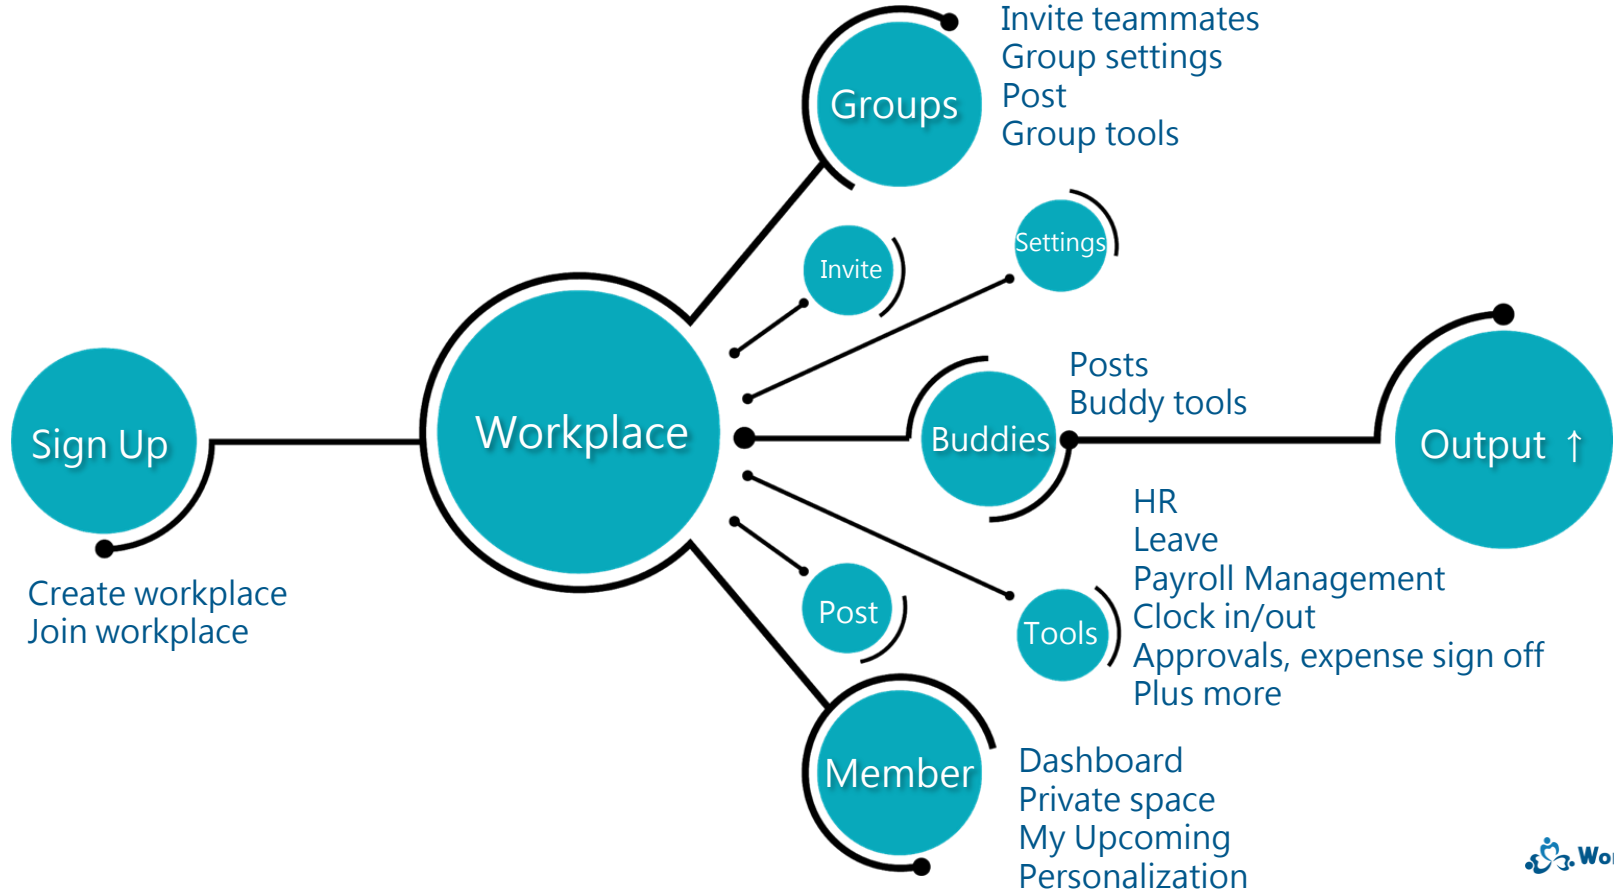 Groups
Invite teammates
Group settings
Post
Group tools
Invite
Settings
Sign Up
Create workplace
Join workplace
Workplace
Buddies
Posts
Buddy tools
Output ↑
Post
Tools
HR
Leave
Payroll Management
Clock in/out
Approvals, expense sign off
Plus more
Member
Dashboard
Private space
My Upcoming
Personalization